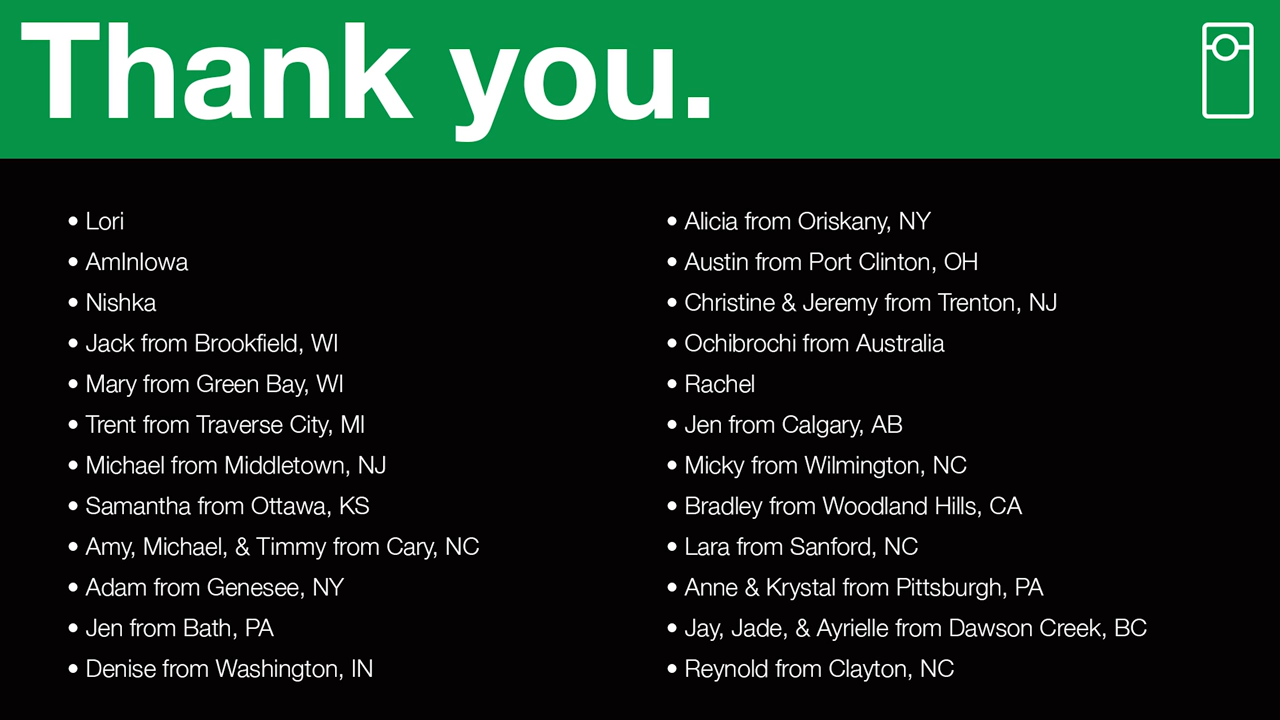 Thank you.
• Lori
• AmInIowa
• Nishka
• Jack from Brookfield, WI
• Mary from Green Bay, WI
• Trent from Traverse City, MI
• Michael from Middletown, NJ
• Samantha from Ottawa, KS
• Amy, Michael, & Timmy from Cary, NC
• Adam from Genesee, NY
• Jen from Bath, PA
• Denise from Washington, IN
• Alicia from Oriskany, NY
• Austin from Port Clinton, OH
• Christine & Jeremy from Trenton, NJ
• Ochibrochi from Australia
• Rachel
• Jen from Calgary, AB
• Micky from Wilmington, NC
• Bradley from Woodland Hills, CA
• Lara from Sanford, NC
• Anne & Krystal from Pittsburgh, PA
• Jay, Jade, & Ayrielle from Dawson Creek, BC
• Reynold from Clayton, NC